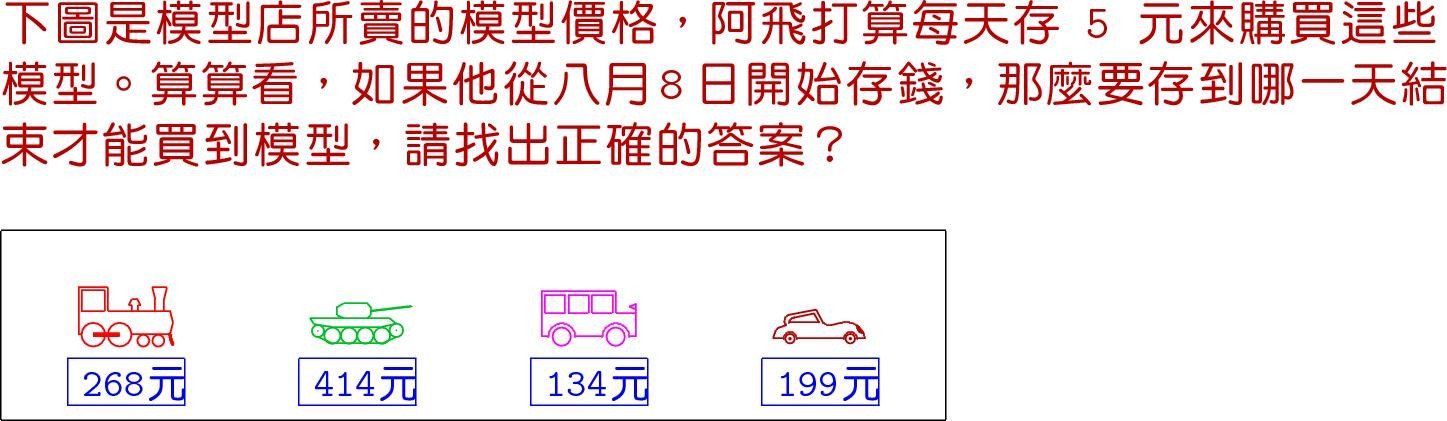 下圖是模型店所賣的模型價格，阿飛打算每天存 5 元來購買這些
模型。算算看，如果他從八月8日開始存錢，那麼要存到哪一天結
束才能買到模型，請找出正確的答案？
268元 414元 134元 199元